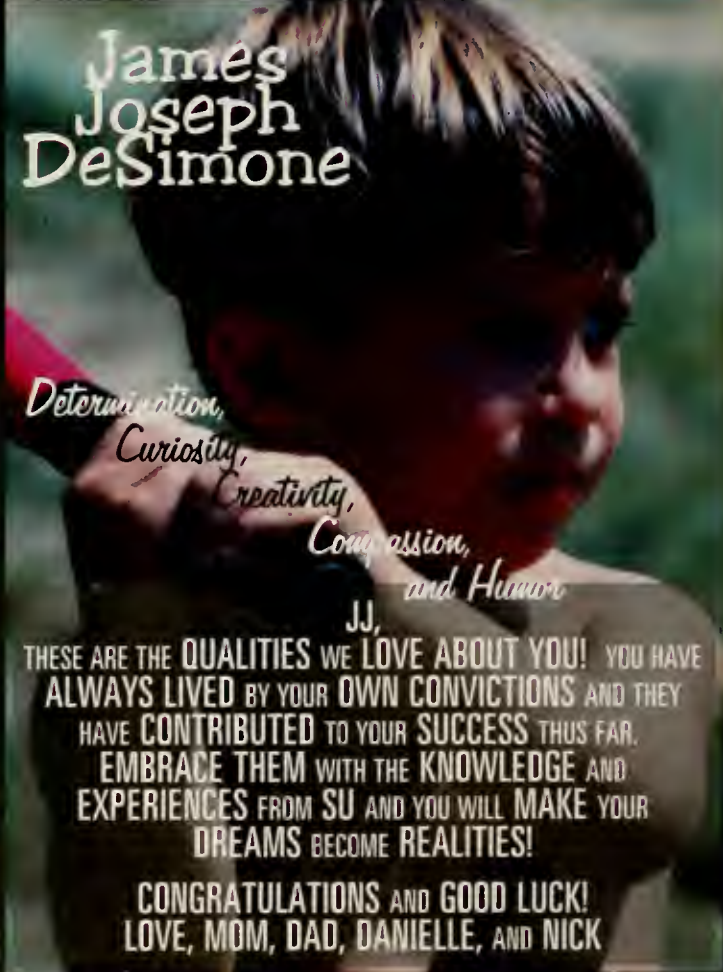 James
Joseph
DeSimone
Determination,
Curiosity,
Creativity,
Compassion,
and Humor
JJ,
THESE ARE THE QUALITIES WE LOVE ABOUT YOU! YOU HAVE
ALWAYS LIVED BY YOUR OWN CONVICTIONS AND THEY
HAVE CONTRIBUTED TO YOUR SUCCESS THUS FAR.
EMBRACE THEM WITH THE KNOWLEDGE AND
EXPERIENCES FROM SU AND YOU WILL MAKE YOUR
DREAMS BECOME REALITIES!
CONGRATULATIONS AND GOOD LUCK!
LOVE, MOM, DAD, DANIELLE, AND NICK